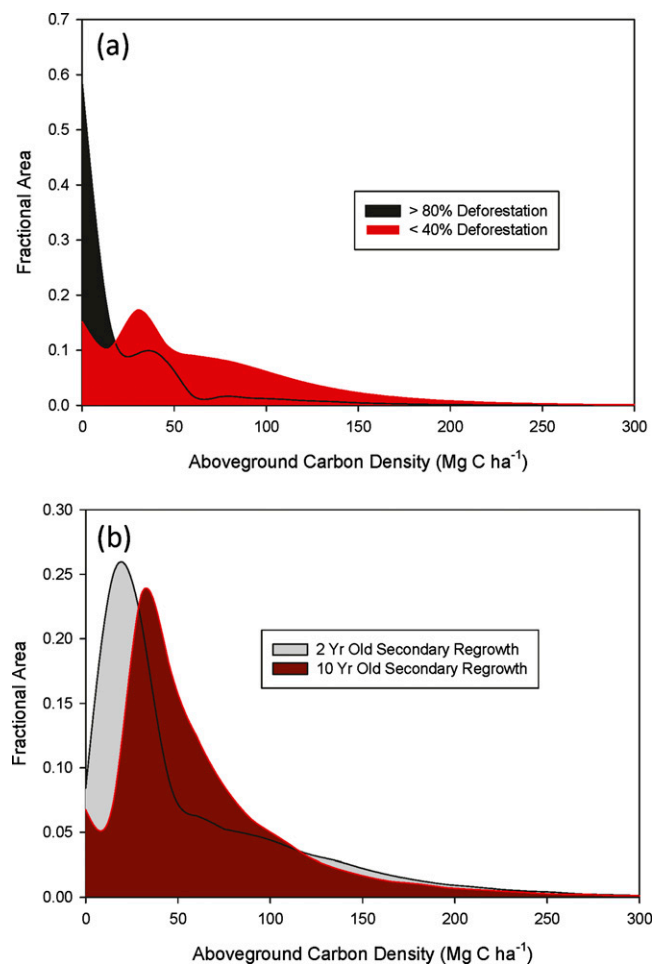 0.7
(a)
0.6
0.5
0.4
Fractional Area
> 80% Deforestation
< 40% Deforestation
0.3
0.2
0.1
0.0
0 50 100 150 200 250 300
Aboveground Carbon Density (Mg C ha⁻¹)
0.30
(b)
0.25
2 Yr Old Secondary Regrowth
10 Yr Old Secondary Regrowth
0.20
Fractional Area
0.15
0.10
0.05
0.00
0 50 100 150 200 250 300
Aboveground Carbon Density (Mg C ha⁻¹)